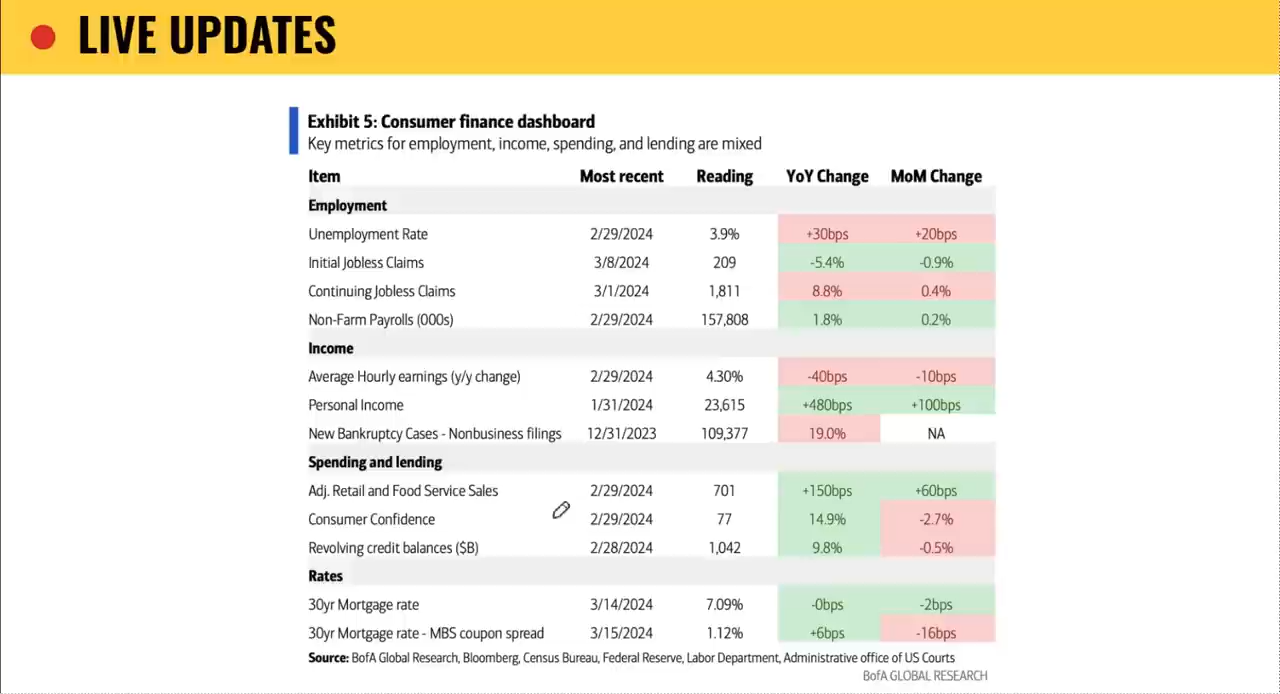 LIVE UPDATES
Exhibit 5: Consumer finance dashboard
Key metrics for employment, income, spending, and lending are mixed
Item Most recent Reading YoY Change MoM Change
Employment
Unemployment Rate 2/29/2024 3.9% +30bps +20bps
Initial Jobless Claims 3/8/2024 209 -5.4% -0.9%
Continuing Jobless Claims 3/1/2024 1,811 8.8% 0.4%
Non-Farm Payrolls (000s) 2/29/2024 157,808 1.8% 0.2%
Income
Average Hourly earnings (y/y change) 2/29/2024 4.30% -40bps -10bps
Personal Income 1/31/2024 23,615 +480bps +100bps
New Bankruptcy Cases - Nonbusiness filings 12/31/2023 109,377 19.0% NA
Spending and lending
Adj. Retail and Food Service Sales 2/29/2024 701 +150bps +60bps
Consumer Confidence 2/29/2024 77 14.9% -2.7%
Revolving credit balances ($B) 2/28/2024 1,042 9.8% -0.5%
Rates
30yr Mortgage rate 3/14/2024 7.09% -0bps -2bps
30yr Mortgage rate - MBS coupon spread 3/15/2024 1.12% +6bps -16bps
Source: BofA Global Research, Bloomberg, Census Bureau, Federal Reserve, Labor Department, Administrative office of US Courts
BofA GLOBAL RESEARCH